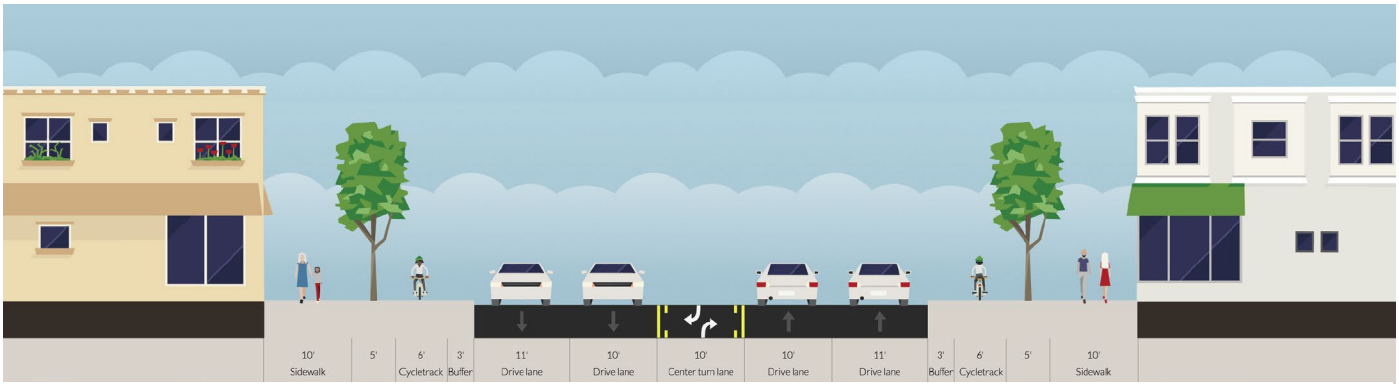 10' 5' 6' 3' 11' 10' 10' 10' 11' 3' 6' 5' 10'
Sidewalk Cycletrack Buffer Drive lane Drive lane Center turn lane Drive lane Drive lane Buffer Cycletrack Sidewalk